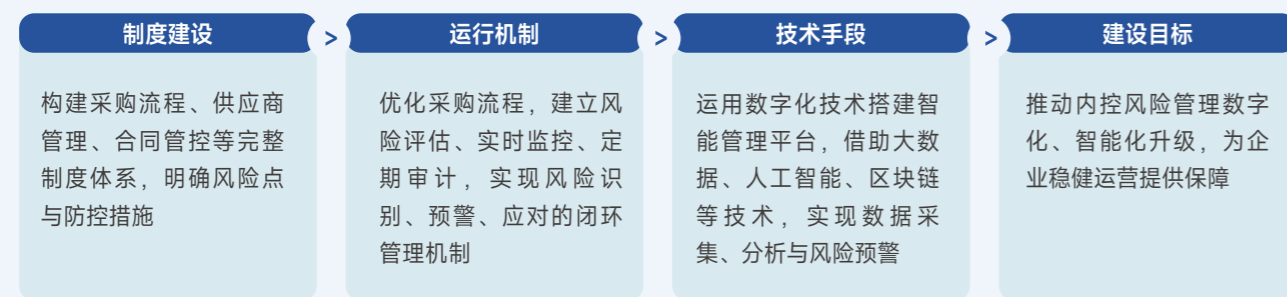 制度建设
>
运行机制
>
技术手段
>
建设目标
构建采购流程、供应商
管理、合同管控等完整
制度体系，明确风险点
与防控措施
优化采购流程，建立风
险评估、实时监控、定
期审计，实现风险识
别、预警、应对的闭环
管理机制
运用数字化技术搭建智
能管理平台，借助大数
据、人工智能、区块链
等技术，实现数据采
集、分析与风险预警
推动内控风险管理数字
化、智能化升级，为企
业稳健运营提供保障